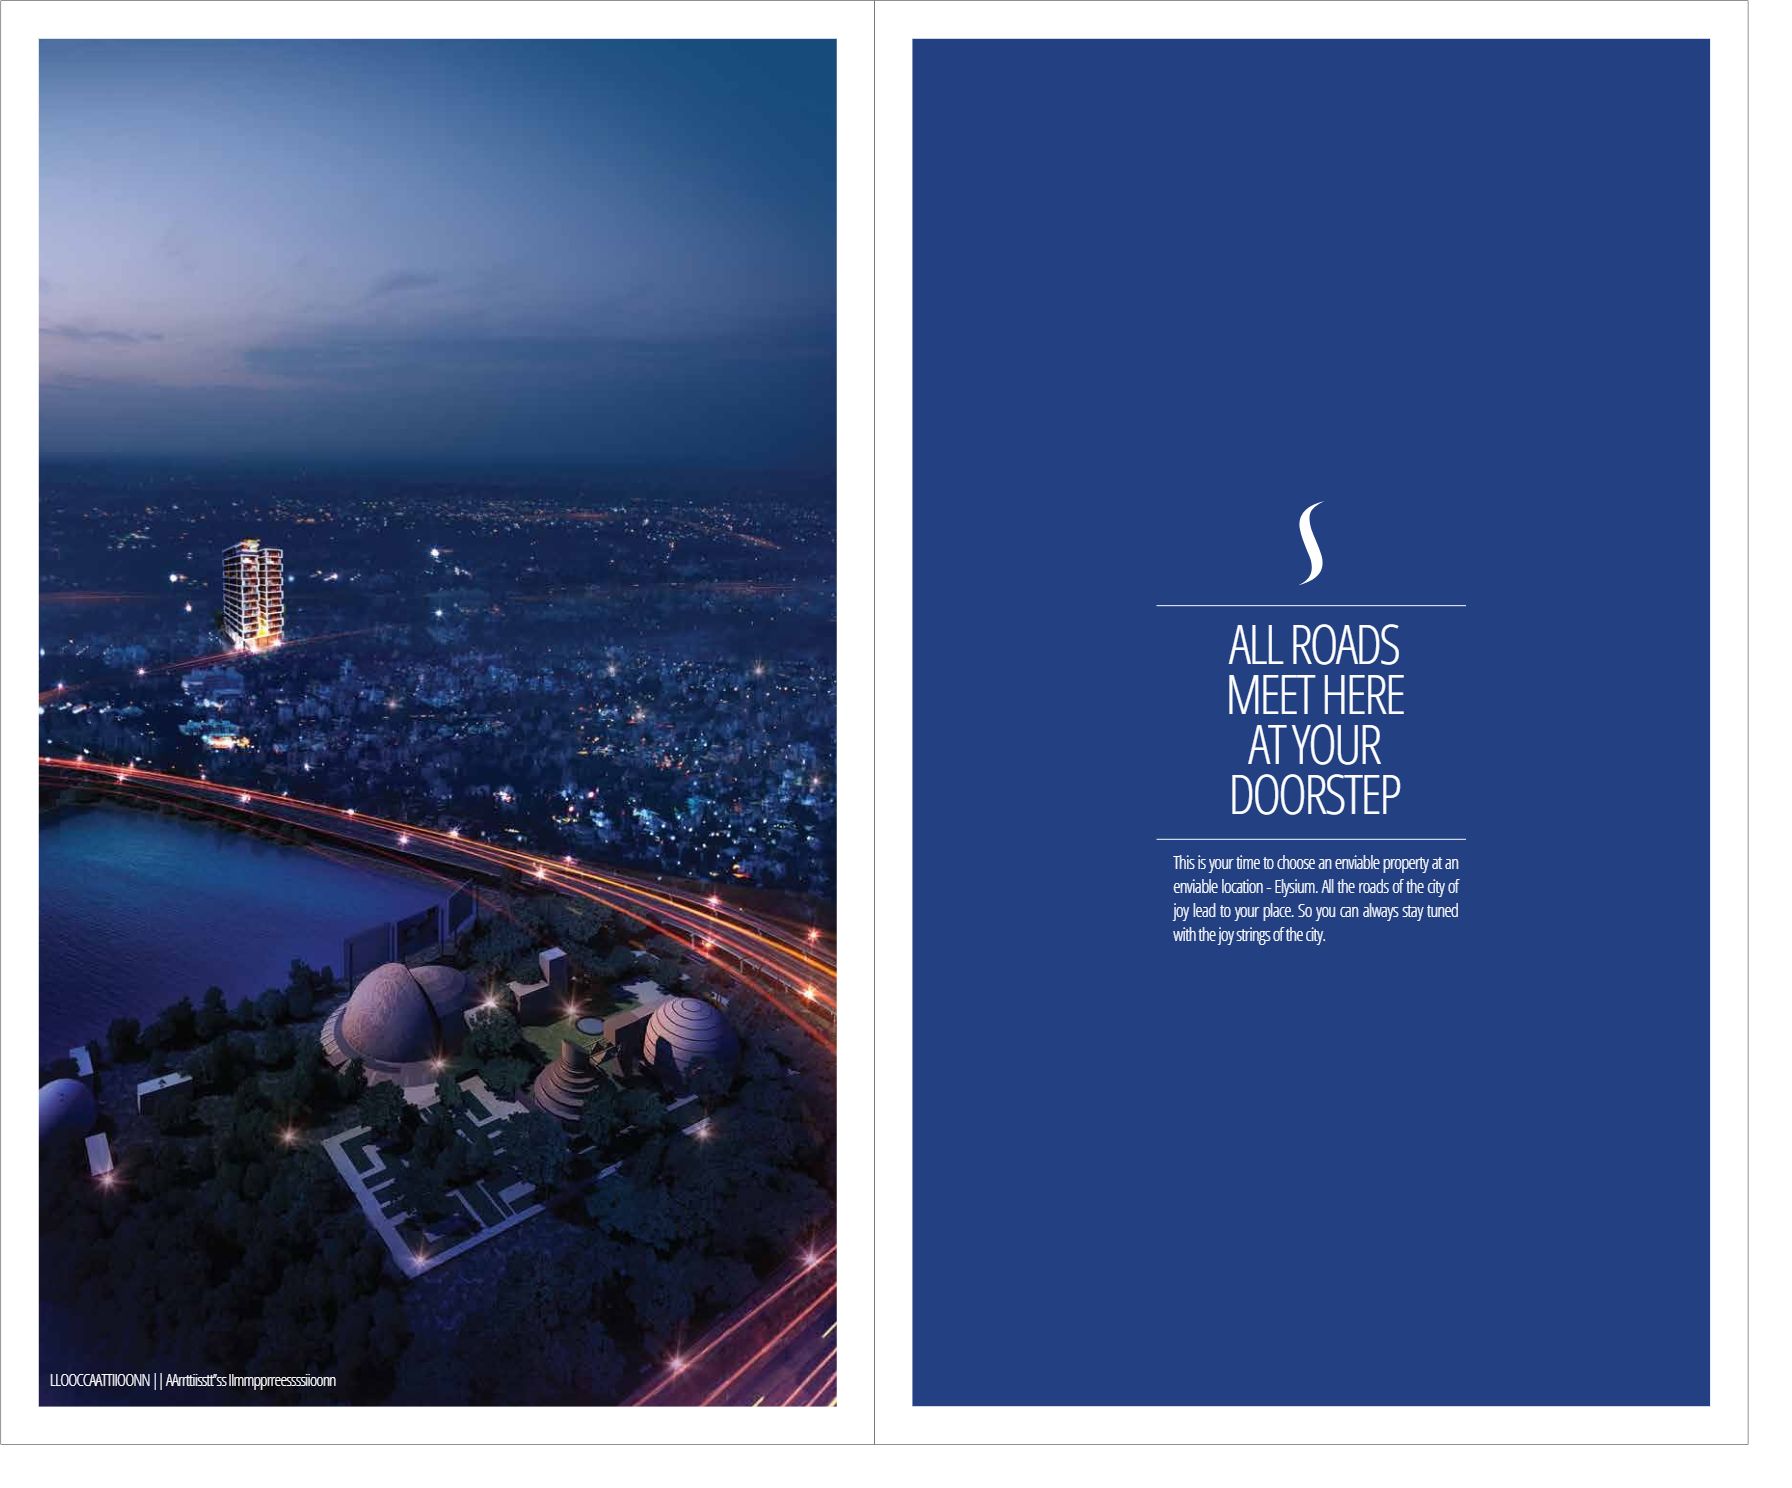 LLOOCCAATTIIOONN || AArrttiisstt''ss IImmpprreessssiioonn
ALL ROADS
MEET HERE
AT YOUR
DOORSTEP
This is your time to choose an enviable property at an
enviable location - Elysium. All the roads of the city of
joy lead to your place. So you can always stay tuned
with the joy strings of the city.